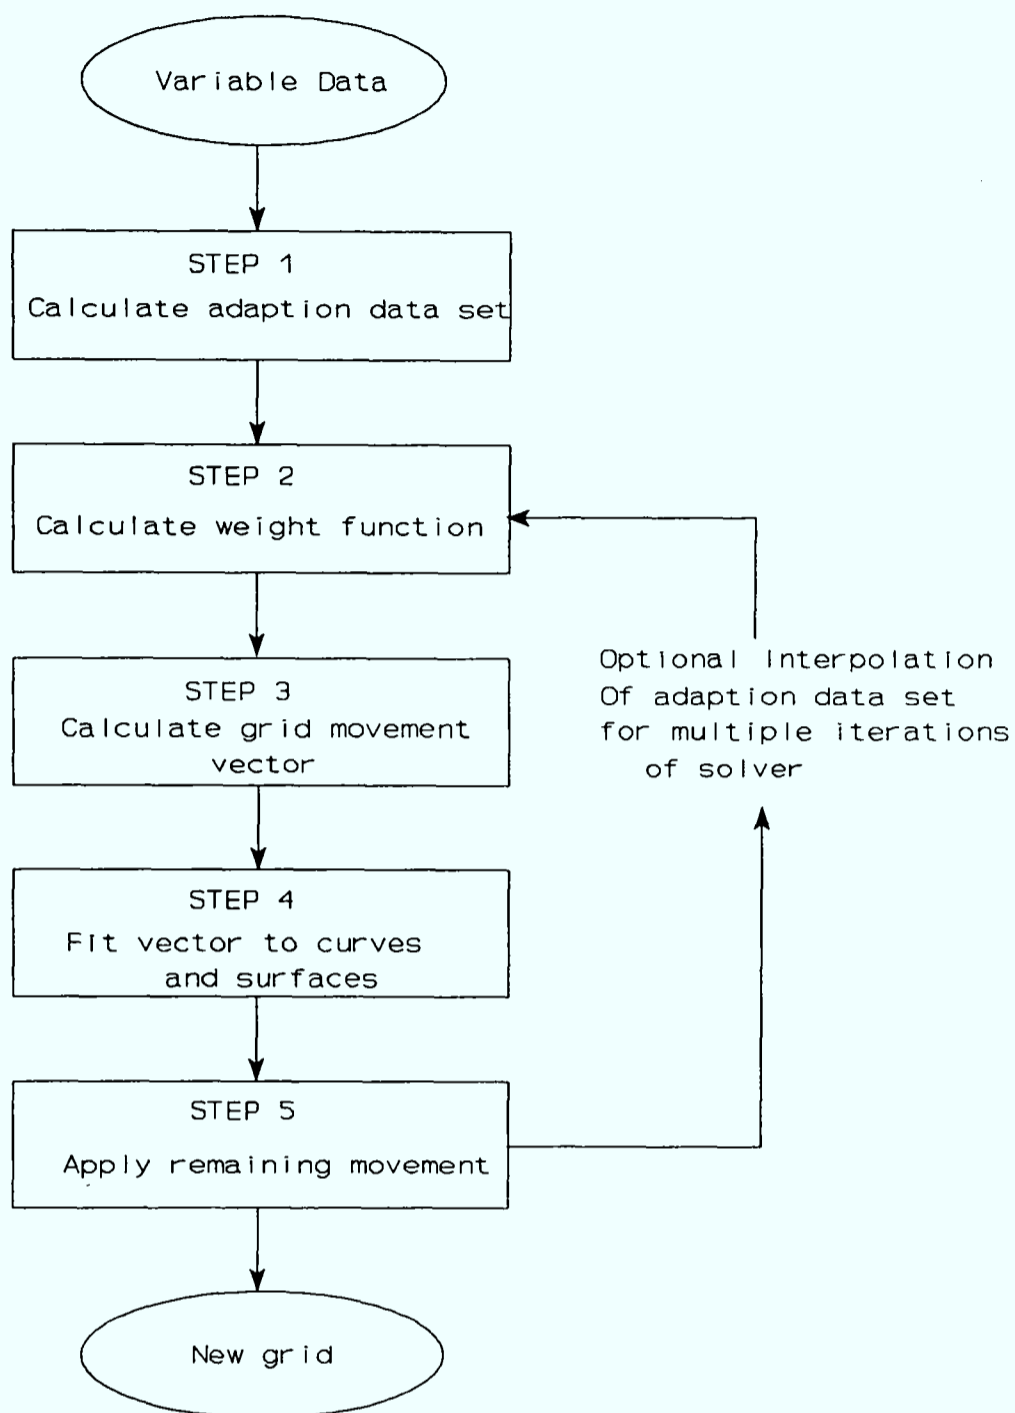 Variable Data
STEP 1
Calculate adaption data set
STEP 2
Calculate weight function
STEP 3
Calculate grid movement
vector
STEP 4
Fit vector to curves
and surfaces
STEP 5
Apply remaining movement
New grid
Optional Interpolation
Of adaption data set
for multiple iterations
of solver